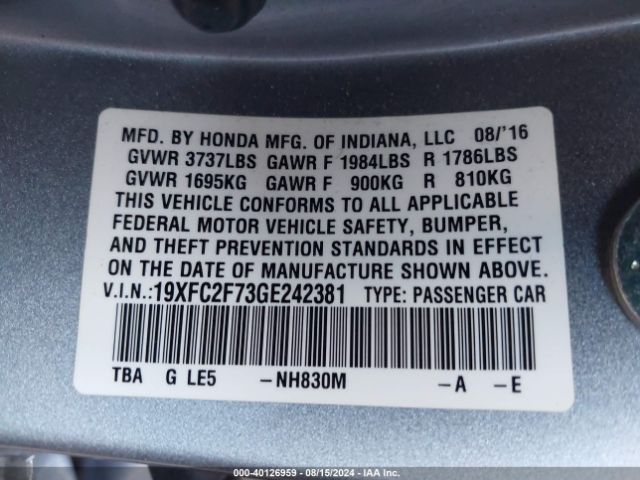 MFD. BY HONDA MFG. OF INDIANA, LLC 08/'16
GVWR 3737LBS GAWR F 1984LBS R 1786LBS
GVWR 1695KG GAWR F 900KG R 810KG
THIS VEHICLE CONFORMS TO ALL APPLICABLE
FEDERAL MOTOR VEHICLE SAFETY, BUMPER,
AND THEFT PREVENTION STANDARDS IN EFFECT
ON THE DATE OF MANUFACTURE SHOWN ABOVE.
V.I.N.:19XFC2F73GE242381 TYPE: PASSENGER CAR
TBA G LE5 -NH830M -A -E
000-40126959 - 08/15/2024 - IAA Inc.